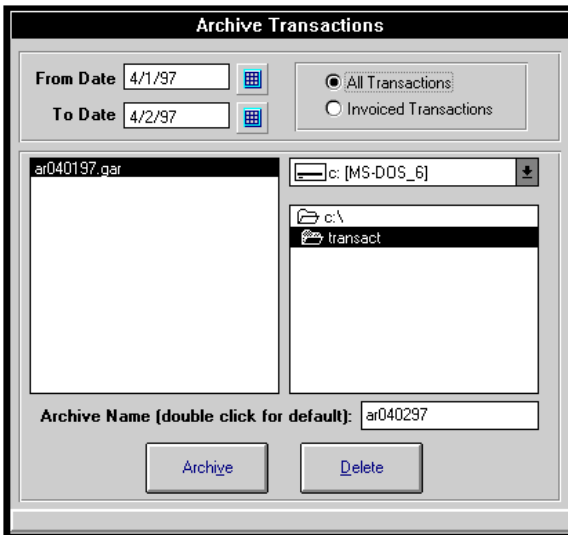 Archive Transactions
From Date 4/1/97
All Transactions
To Date 4/2/97
Invoiced Transactions
ar040197.gar
c: [MS-DOS_6]
c:\
transact
Archive Name (double click for default): ar040297
Archive
Delete